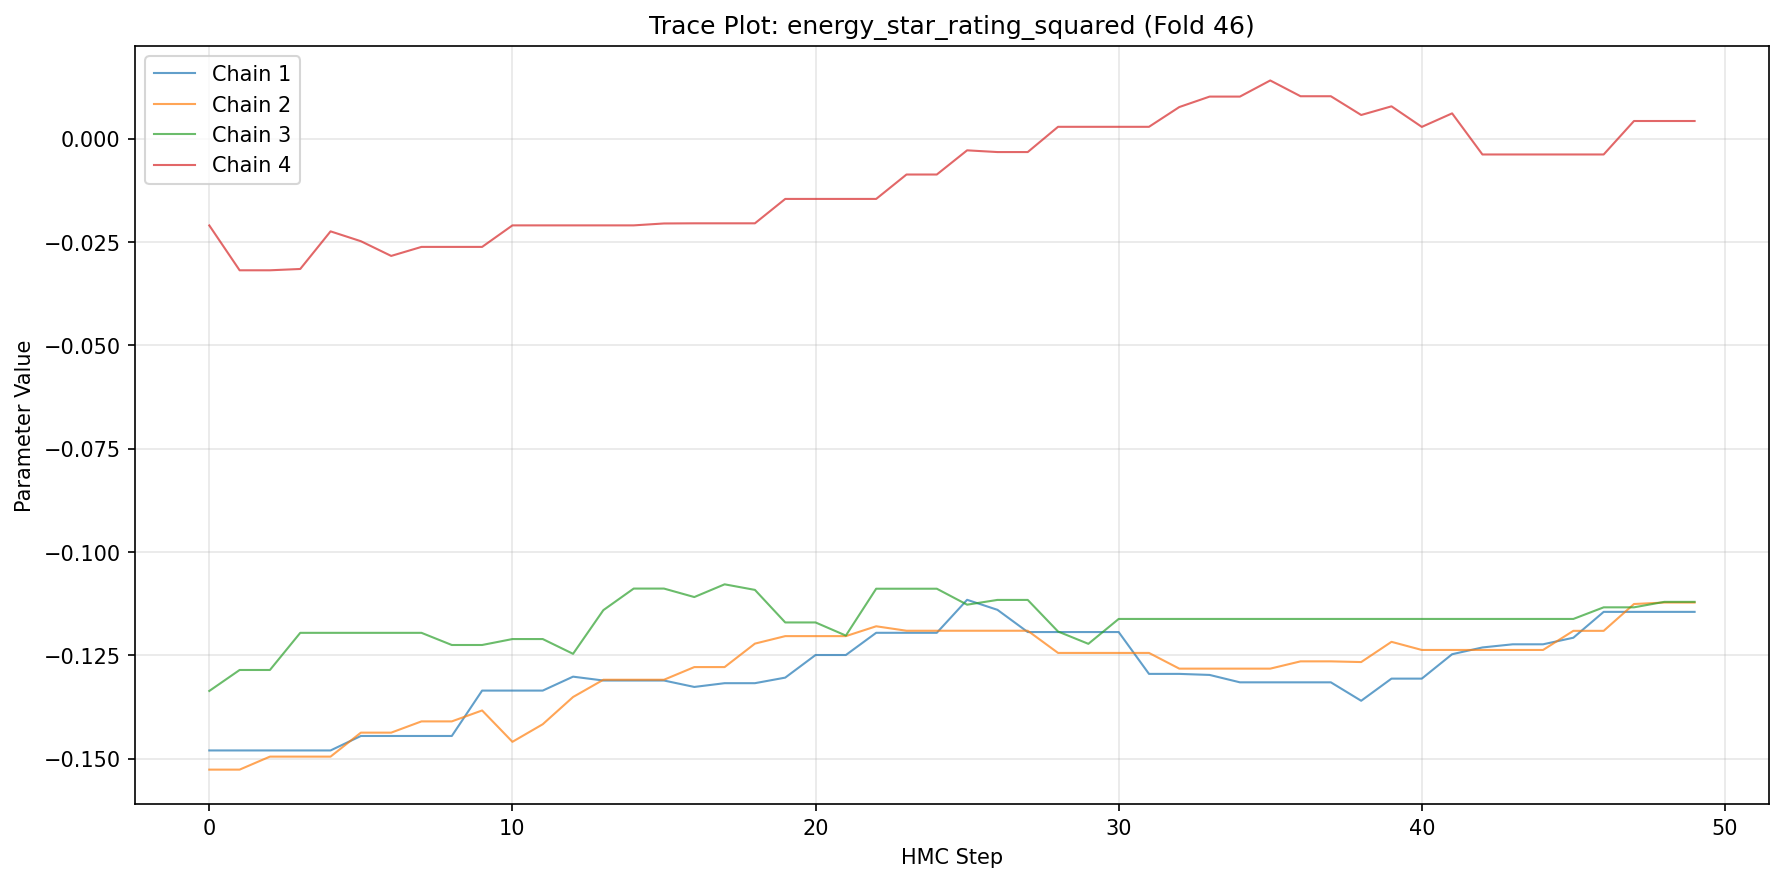 Trace Plot: energy_star_rating_squared (Fold 46)
Chain 1
Chain 2
Chain 3
Chain 4
0.000
−0.025
−0.050
−0.075
−0.100
−0.125
−0.150
Parameter Value
0 10 20 30 40 50
HMC Step